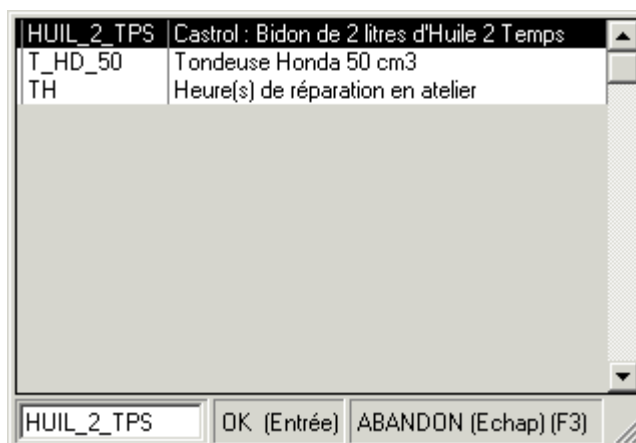 HUIL_2_TPS Castrol : Bidon de 2 litres d'Huile 2 Temps
T_HD_50 Tondeuse Honda 50 cm3
TH Heure(s) de réparation en atelier
HUIL_2_TPS OK (Entrée) ABANDON (Echap) (F3)